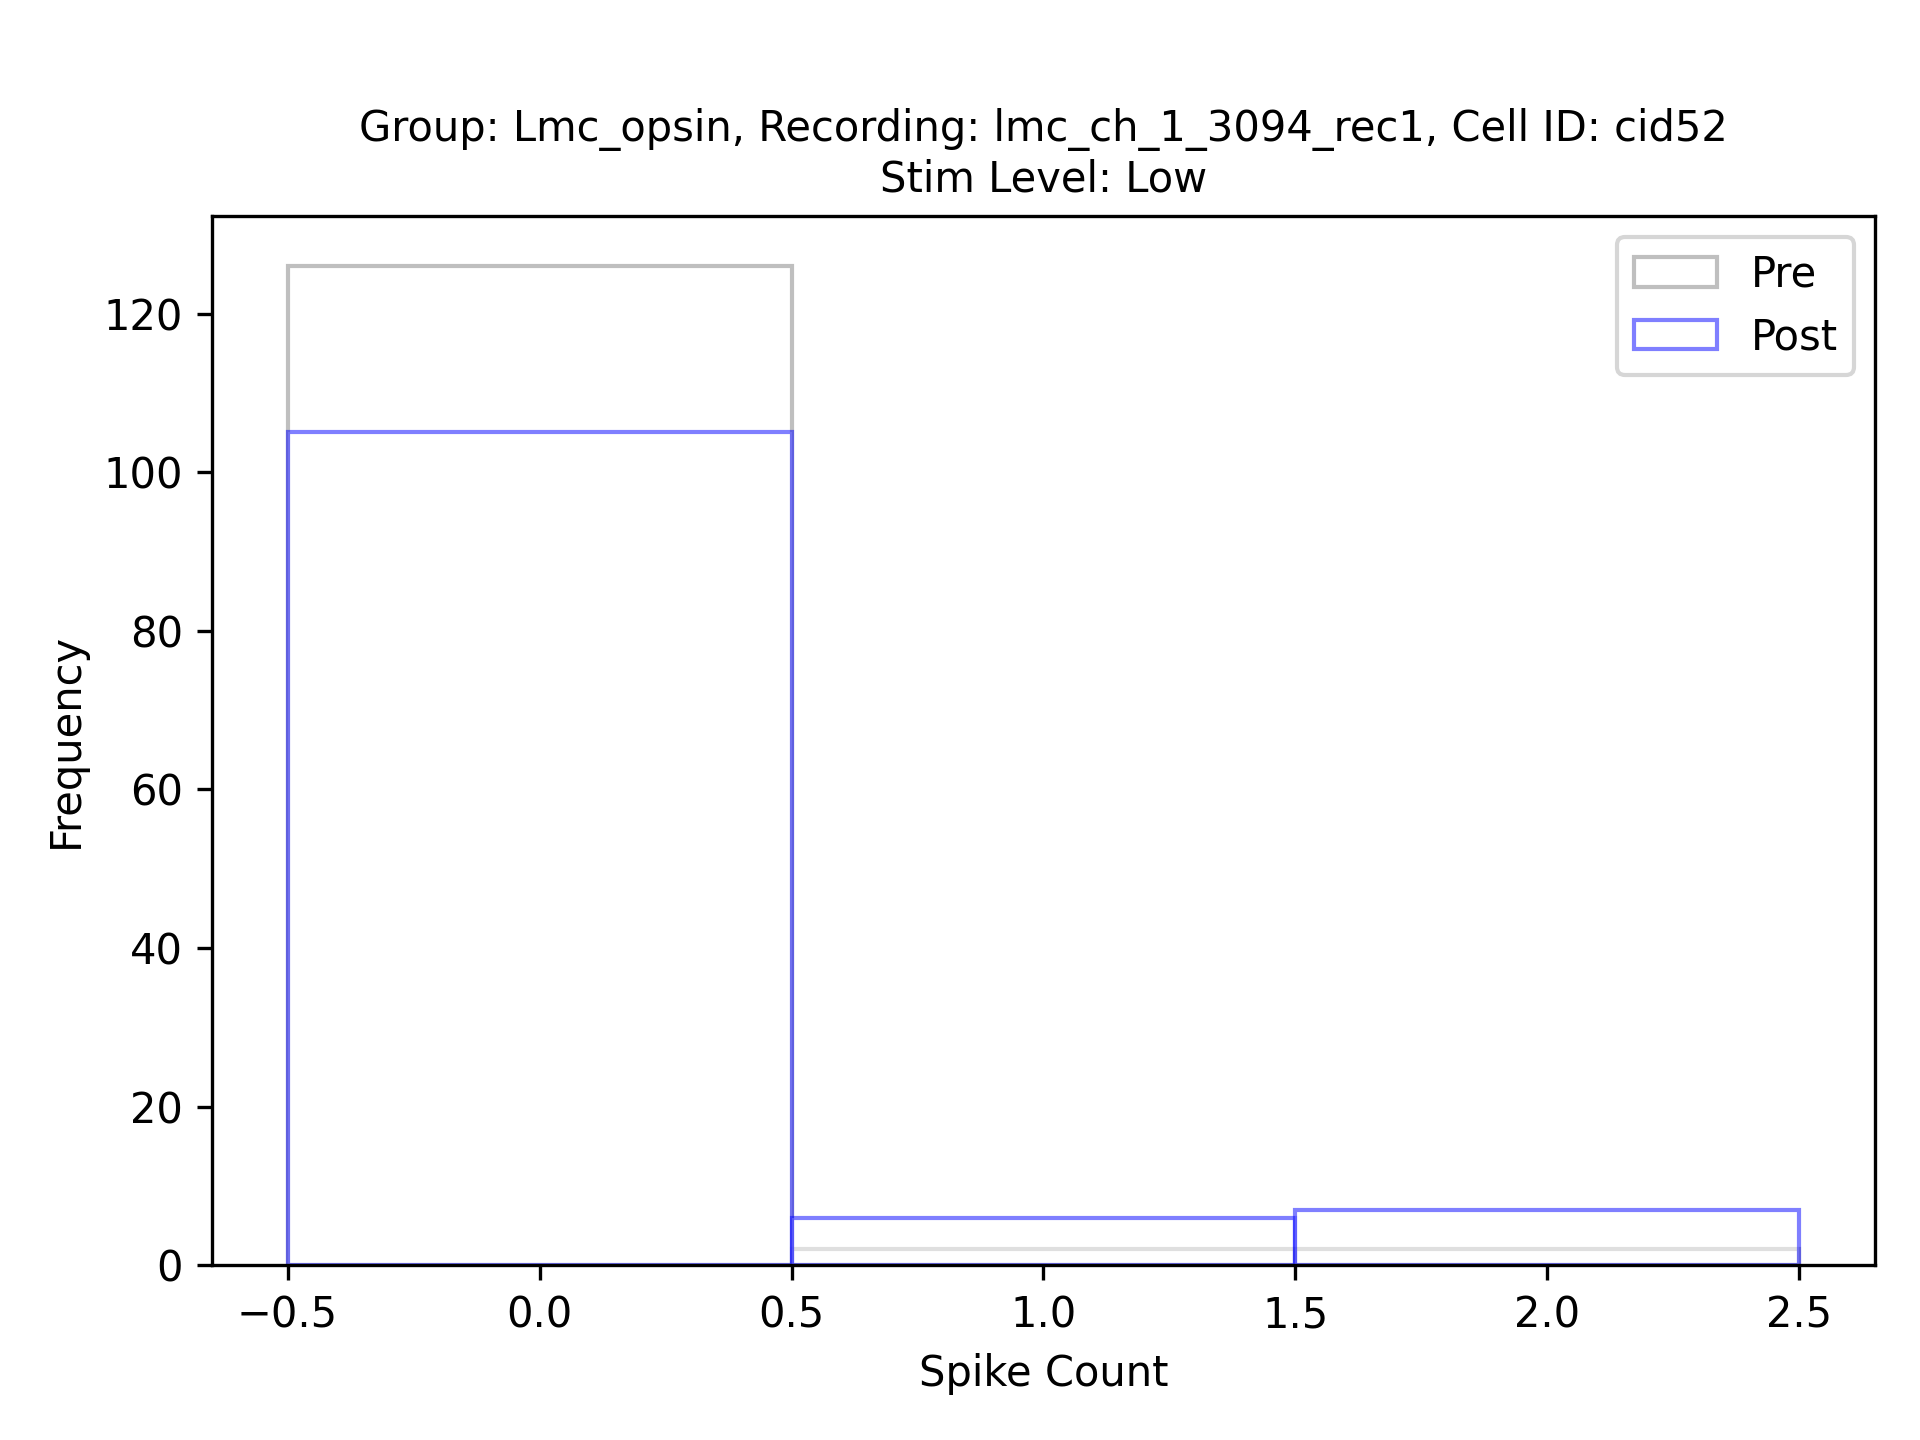 Group: Lmc_opsin, Recording: lmc_ch_1_3094_rec1, Cell ID: cid52
Stim Level: Low
Pre
Post
120
100
80
60
40
20
0
Frequency
−0.5 0.0 0.5 1.0 1.5 2.0 2.5
Spike Count